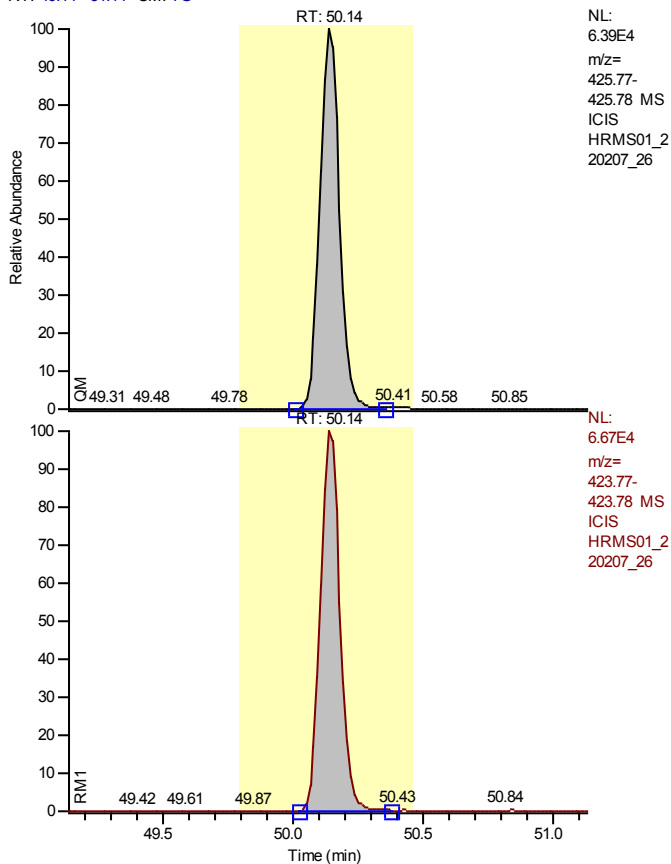 RT: 50.14
NL:
6.39E4
m/z=
425.77-
425.78 MS
ICIS
HRMS01_2
20207_26
100
90
80
70
60
50
40
30
20
10
0
Relative Abundance
QM
49.31 49.48 49.78 50.41 50.58 50.85
RT: 50.14
NL:
6.67E4
m/z=
423.77-
423.78 MS
ICIS
HRMS01_2
20207_26
100
90
80
70
60
50
40
30
20
10
0
RM1
49.42 49.61 49.87 50.43 50.84
49.5 50.0 50.5 51.0
Time (min)